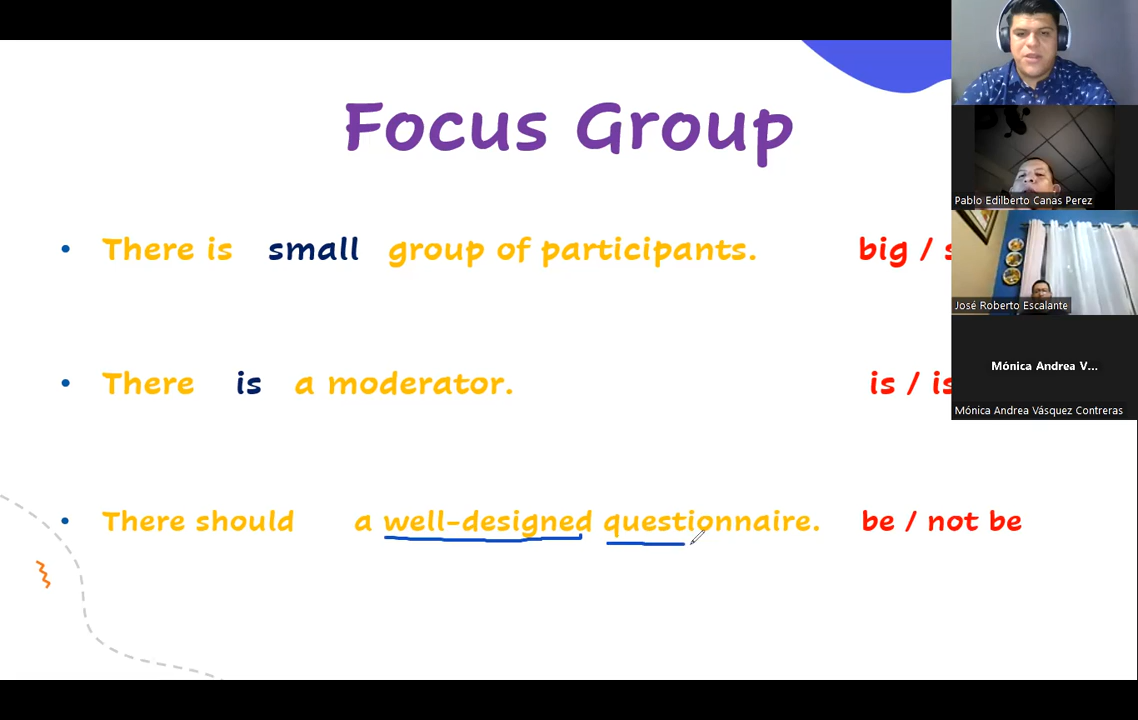 Focus Group
• There is small group of participants. big / s
• There is a moderator. is / is
• There should a well-designed questionnaire. be / not be
Pablo Edilberto Canas Perez
José Roberto Escalante
Mónica Andrea V...
Mónica Andrea Vásquez Contreras